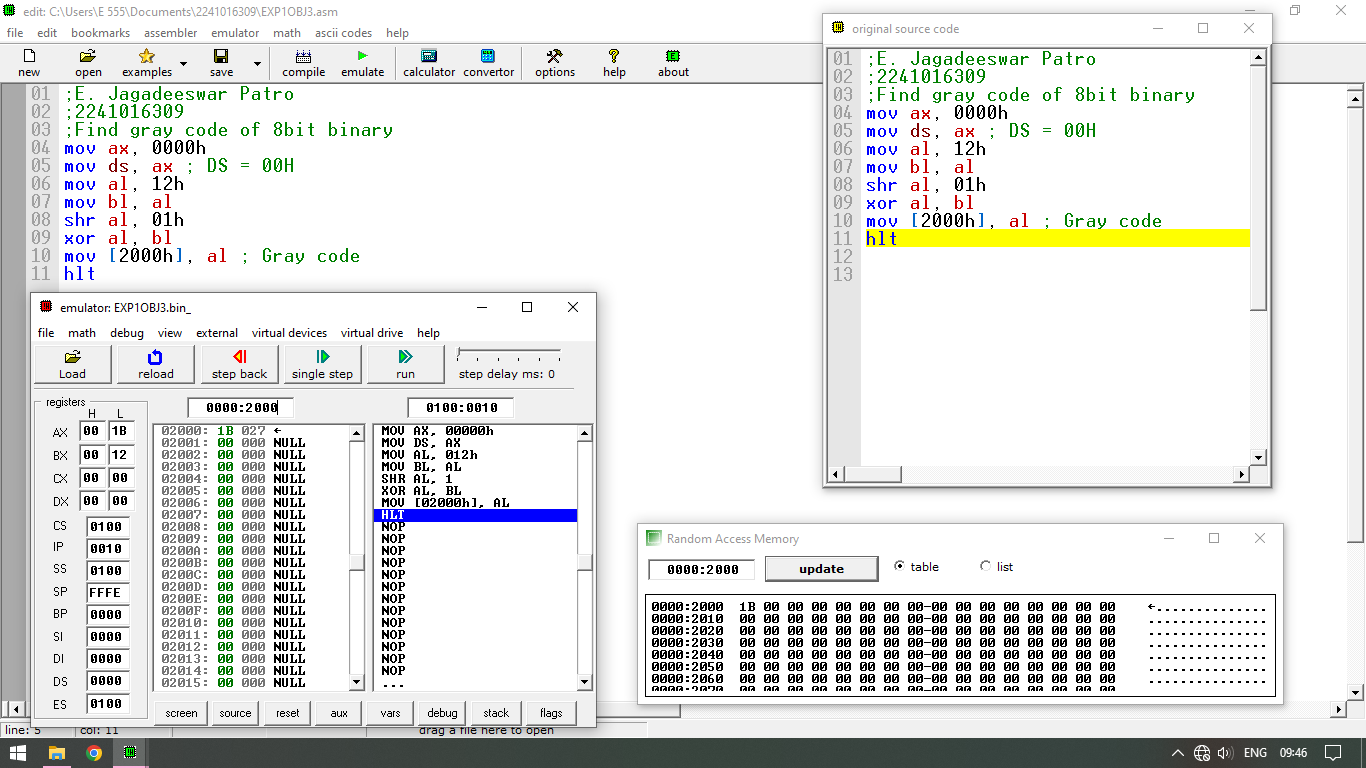 edit: C:\Users\E 555\Documents\2241016309\EXP1OBJ3.asm
file edit bookmarks assembler emulator math ascii codes help
new open examples save compile emulate calculator convertor options help about
01 ;E. Jagadeeswar Patro
02 ;2241016309
03 ;Find gray code of 8bit binary
04 mov ax, 0000h
05 mov ds, ax ; DS = 00H
06 mov al, 12h
07 mov bl, al
08 shr al, 01h
09 xor al, bl
10 mov [2000h], al ; Gray code
11 hlt
original source code
01 ;E. Jagadeeswar Patro
02 ;2241016309
03 ;Find gray code of 8bit binary
04 mov ax, 0000h
05 mov ds, ax ; DS = 00H
06 mov al, 12h
07 mov bl, al
08 shr al, 01h
09 xor al, bl
10 mov [2000h], al ; Gray code
11 hlt
12
13
emulator: EXP1OBJ3.bin_
file math debug view external virtual devices virtual drive help
Load reload step back single step run step delay ms: 0
registers
H L
AX 00 1B
BX 00 12
CX 00 00
DX 00 00
CS 0100
IP 0010
SS 0100
SP FFFE
BP 0000
SI 0000
DI 0000
DS 0000
ES 0100
0000:2000
02000: 1B 027 ←
02001: 00 000 NULL
02002: 00 000 NULL
02003: 00 000 NULL
02004: 00 000 NULL
02005: 00 000 NULL
02006: 00 000 NULL
02007: 00 000 NULL
02008: 00 000 NULL
02009: 00 000 NULL
0200A: 00 000 NULL
0200B: 00 000 NULL
0200C: 00 000 NULL
0200D: 00 000 NULL
0200E: 00 000 NULL
0200F: 00 000 NULL
02010: 00 000 NULL
02011: 00 000 NULL
02012: 00 000 NULL
02013: 00 000 NULL
02014: 00 000 NULL
02015: 00 000 NULL
0100:0010
MOV AX, 00000h
MOV DS, AX
MOV AL, 012h
MOV BL, AL
SHR AL, 1
XOR AL, BL
MOV [02000h], AL
HLT
NOP
NOP
NOP
NOP
NOP
NOP
NOP
NOP
NOP
NOP
NOP
NOP
NOP
...
screen source reset aux vars debug stack flags
Random Access Memory
0000:2000 update table list
0000:2000 1B 00 00 00 00 00 00 00-00 00 00 00 00 00 00 00 ←...............
0000:2010 00 00 00 00 00 00 00 00-00 00 00 00 00 00 00 00 ................
0000:2020 00 00 00 00 00 00 00 00-00 00 00 00 00 00 00 00 ................
0000:2030 00 00 00 00 00 00 00 00-00 00 00 00 00 00 00 00 ................
0000:2040 00 00 00 00 00 00 00 00-00 00 00 00 00 00 00 00 ................
0000:2050 00 00 00 00 00 00 00 00-00 00 00 00 00 00 00 00 ................
0000:2060 00 00 00 00 00 00 00 00-00 00 00 00 00 00 00 00 ................
0000:2070 00 00 00 00 00 00 00 00-00 00 00 00 00 00 00 00
line: 5 col: 11 drag a file here to open
ENG 09:46